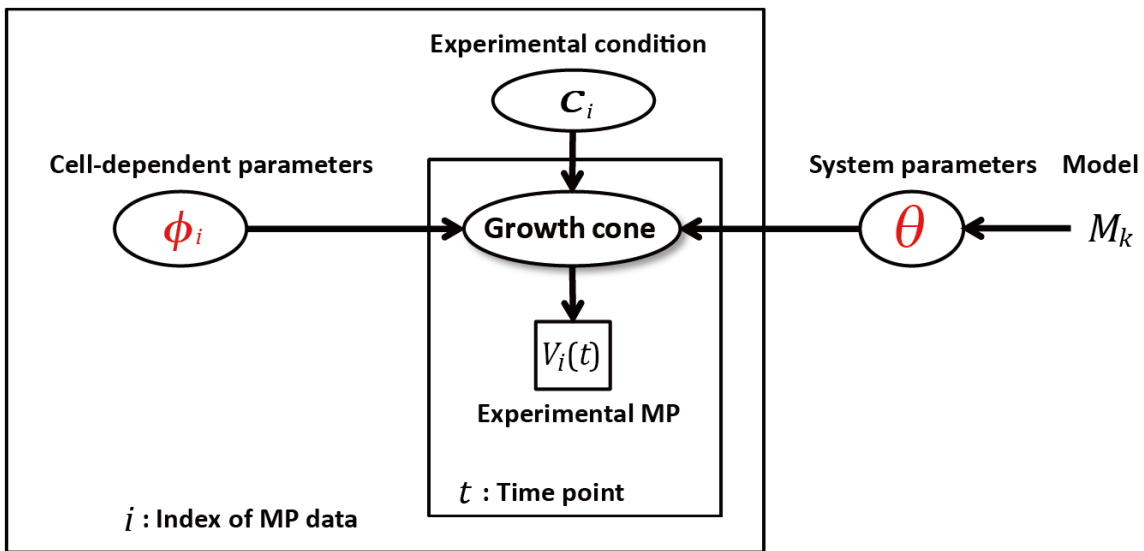 Experimental condition
c_i
Cell-dependent parameters
System parameters Model
ϕ_i
Growth cone
θ
M_k
V_i(t)
Experimental MP
t : Time point
i : Index of MP data